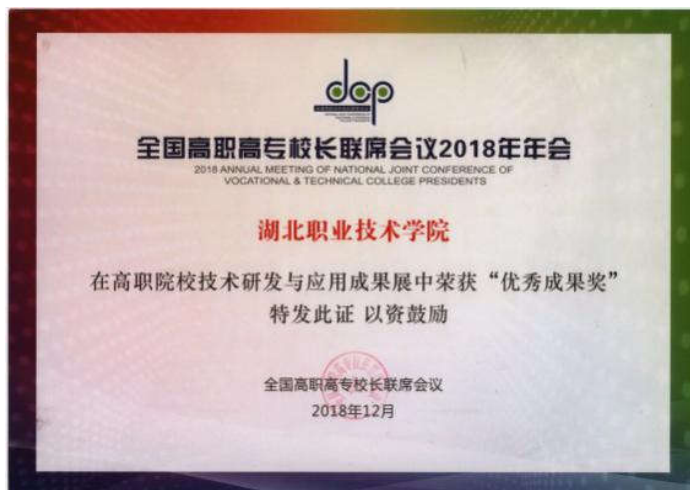 dcp
全国高职高专校长联席会议2018年年会
2018 ANNUAL MEETING OF NATIONAL JOINT CONFERENCE OF
VOCATIONAL & TECHNICAL COLLEGE PRESIDENTS
湖北职业技术学院
在高职院校技术研发与应用成果展中荣获“优秀成果奖”
特发此证 以资鼓励
全国高职高专校长联席会议
2018年12月